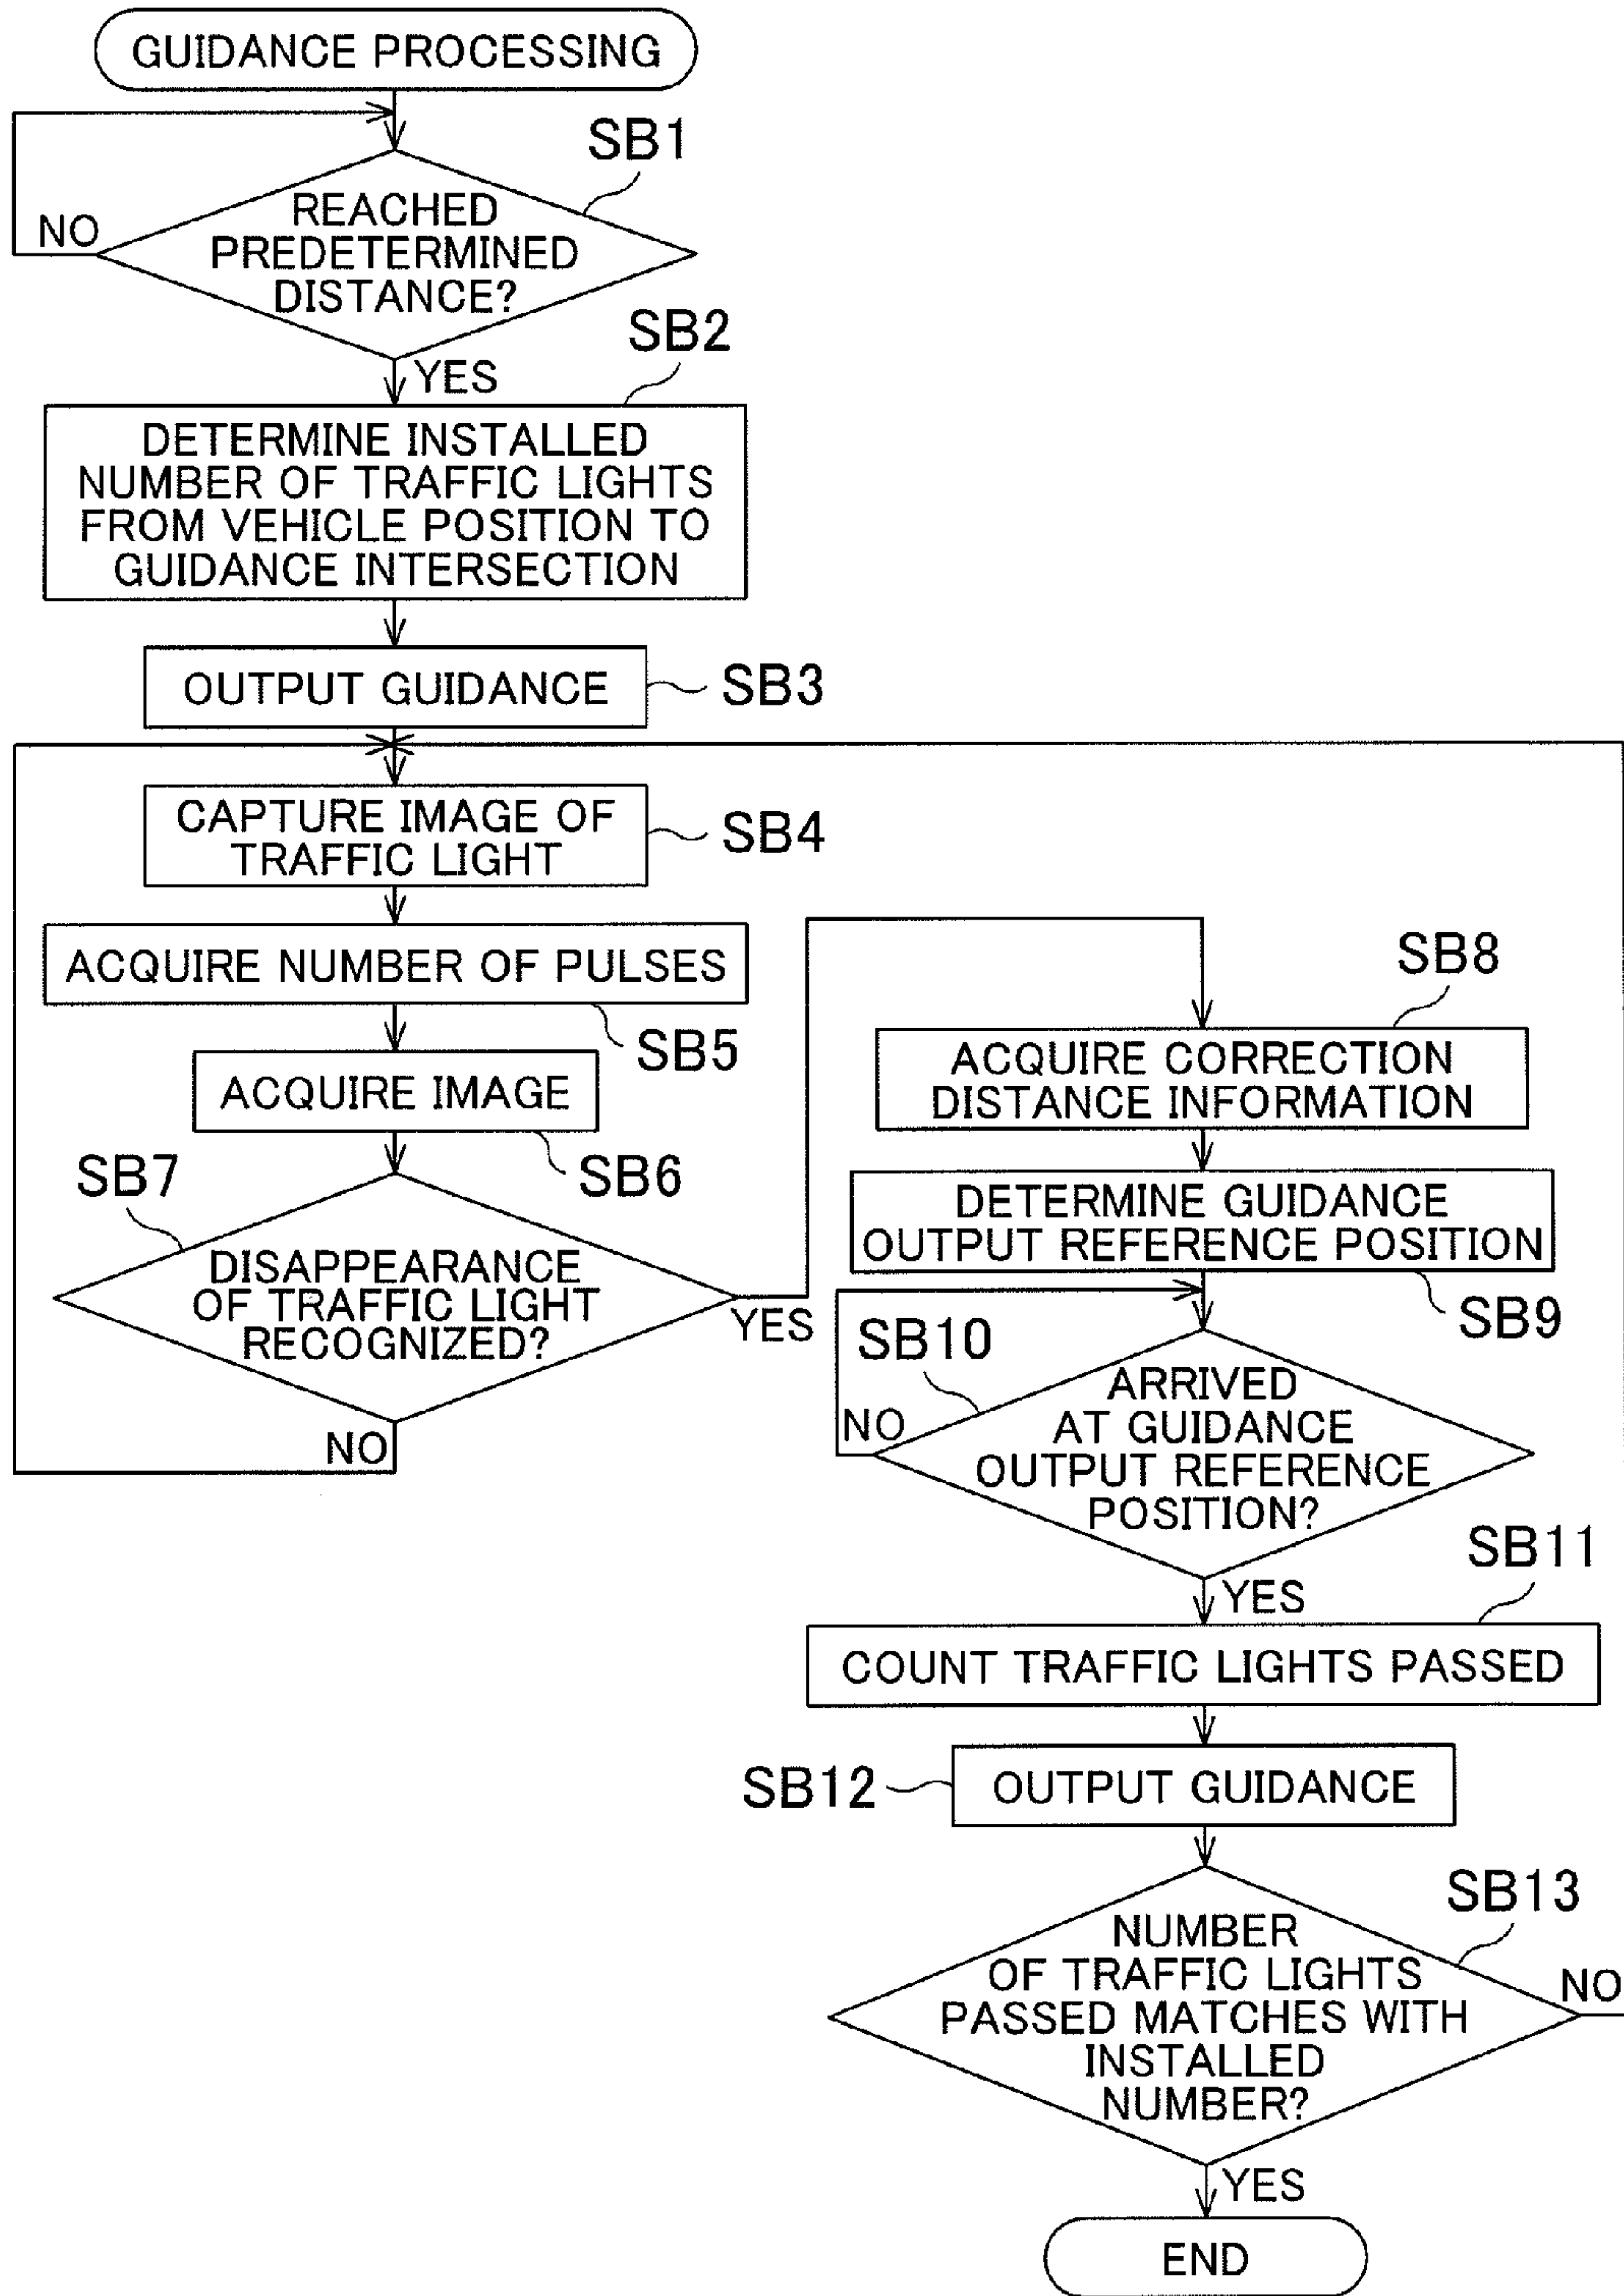 GUIDANCE PROCESSING
SB1
REACHED
PREDETERMINED
DISTANCE?
NO
YES
SB2
DETERMINE INSTALLED
NUMBER OF TRAFFIC LIGHTS
FROM VEHICLE POSITION TO
GUIDANCE INTERSECTION
OUTPUT GUIDANCE
SB3
CAPTURE IMAGE OF
TRAFFIC LIGHT
SB4
ACQUIRE NUMBER OF PULSES
SB5
ACQUIRE IMAGE
SB6
SB7
DISAPPEARANCE
OF TRAFFIC LIGHT
RECOGNIZED?
YES
NO
SB8
ACQUIRE CORRECTION
DISTANCE INFORMATION
DETERMINE GUIDANCE
OUTPUT REFERENCE POSITION
SB9
SB10
ARRIVED
AT GUIDANCE
OUTPUT REFERENCE
POSITION?
NO
YES
SB11
COUNT TRAFFIC LIGHTS PASSED
SB12
OUTPUT GUIDANCE
SB13
NUMBER
OF TRAFFIC LIGHTS
PASSED MATCHES WITH
INSTALLED
NUMBER?
NO
YES
END